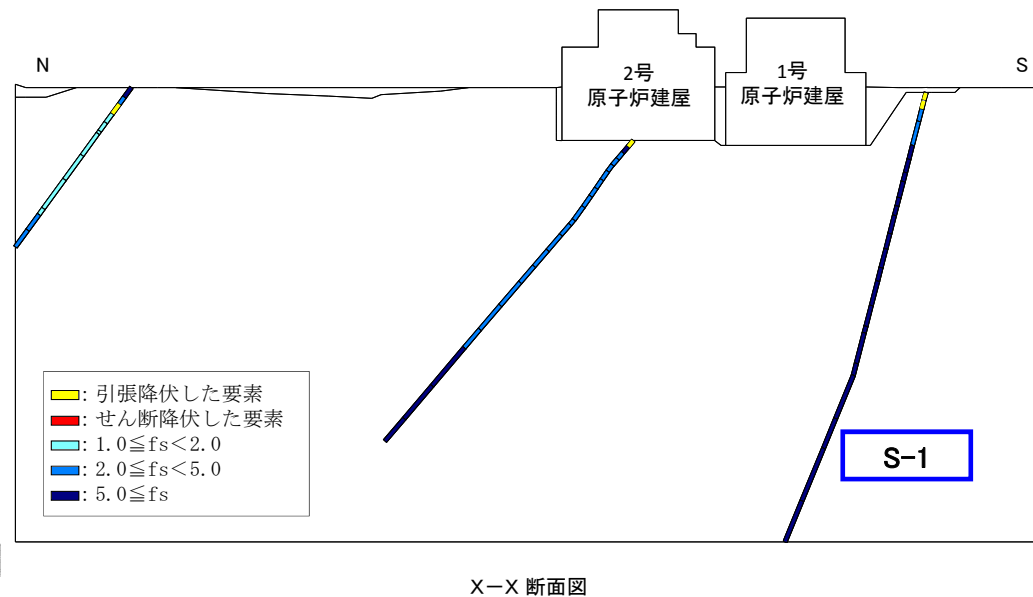 N
S
2号
原子炉建屋
1号
原子炉建屋
: 引張降伏した要素
: せん断降伏した要素
: 1.0≦fs＜2.0
: 2.0≦fs＜5.0
: 5.0≦fs
S-1
X－X 断面図